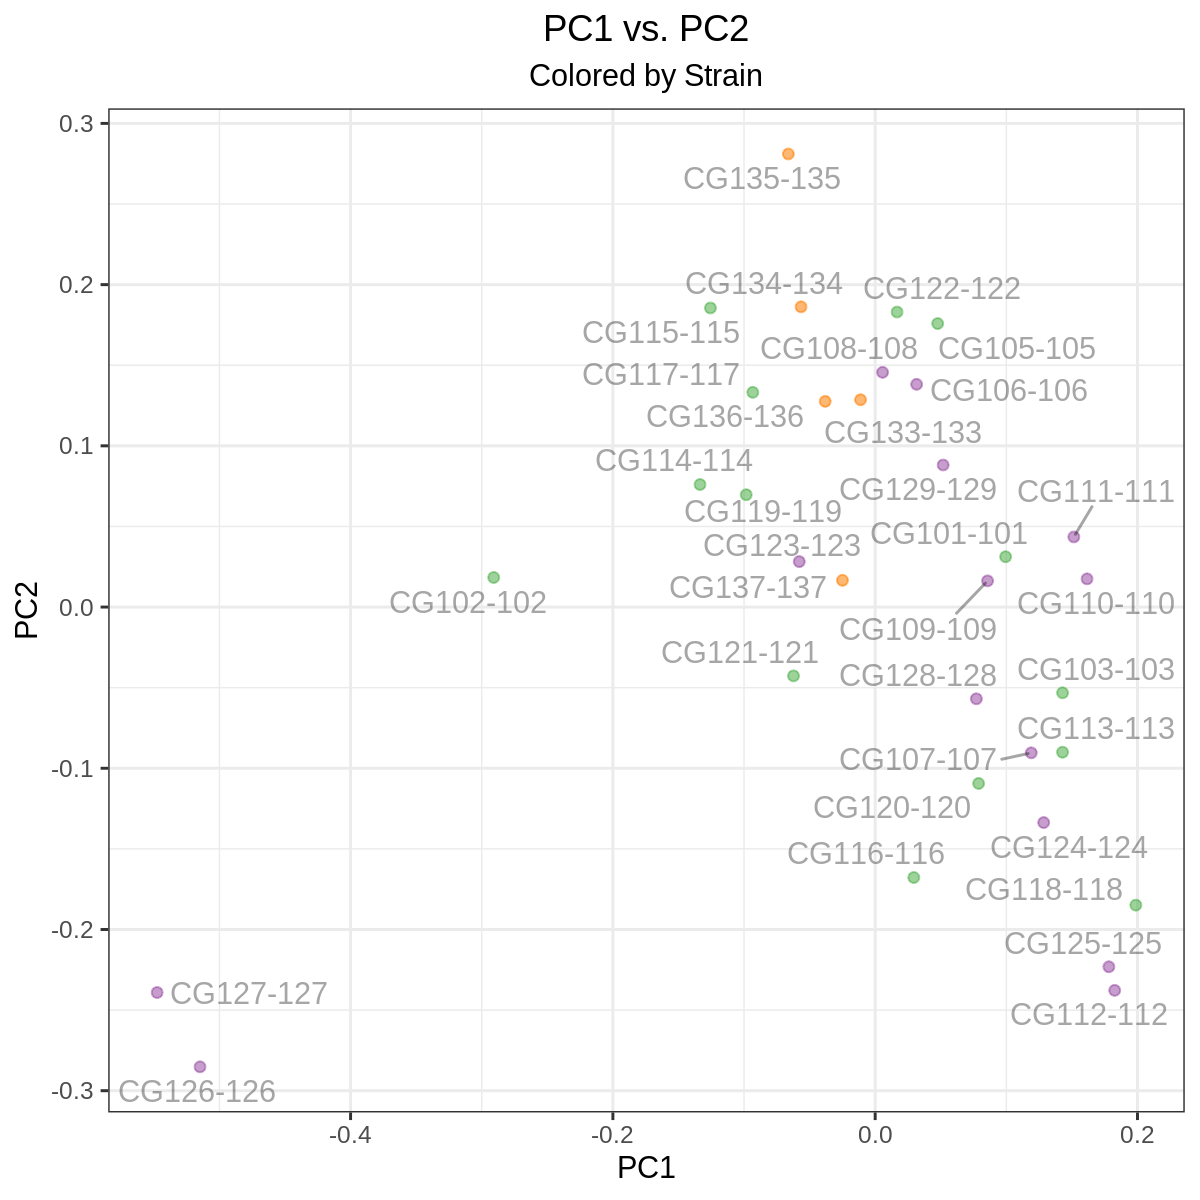 PC1 vs. PC2
Colored by Strain
0.3
CG135-135
0.2
CG134-134
CG122-122
CG115-115
CG108-108
CG105-105
CG117-117
CG106-106
CG136-136
CG133-133
0.1
CG114-114
CG129-129
CG111-111
CG119-119
CG101-101
CG123-123
CG137-137
CG102-102
CG110-110
0.0
PC2
CG109-109
CG121-121
CG128-128
CG103-103
CG113-113
CG107-107
-0.1
CG120-120
CG124-124
CG116-116
CG118-118
-0.2
CG125-125
CG127-127
CG112-112
-0.3
CG126-126
-0.4
-0.2
0.0
0.2
PC1